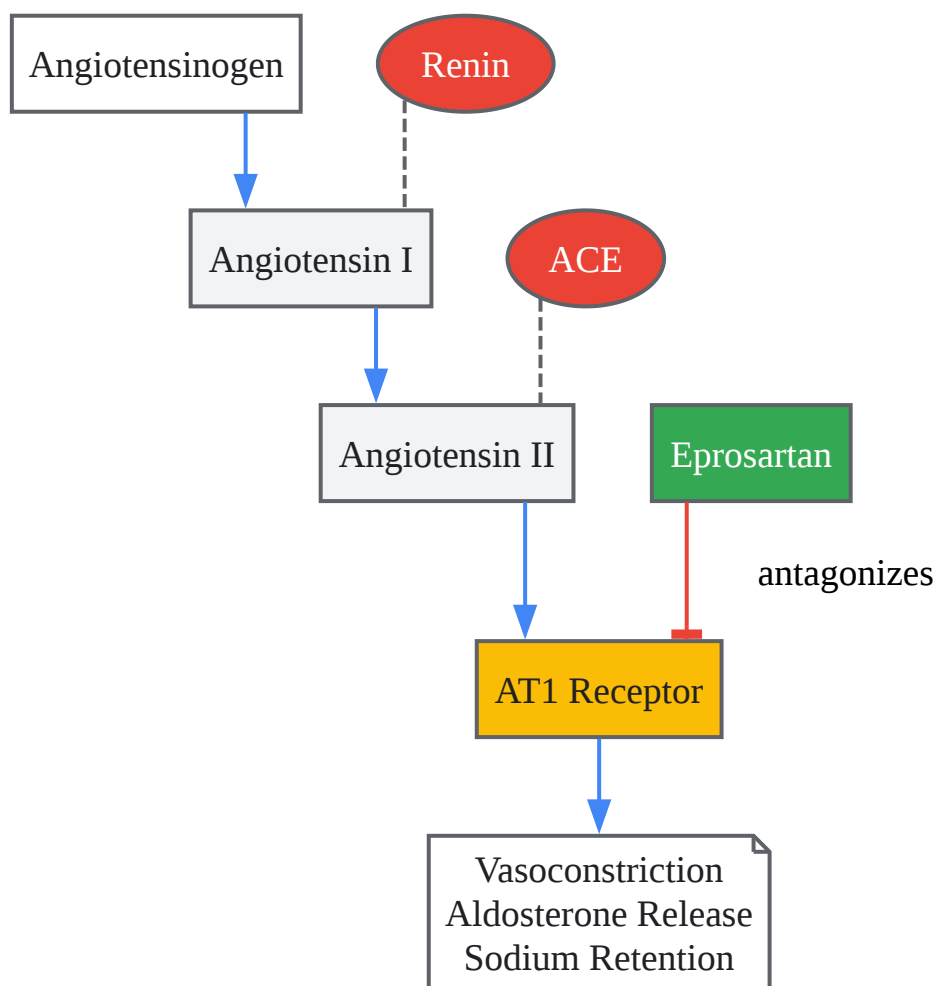 Angiotensinogen
Renin
Angiotensin I
ACE
Angiotensin II
Eprosartan
antagonizes
AT1 Receptor
Vasoconstriction
Aldosterone Release
Sodium Retention